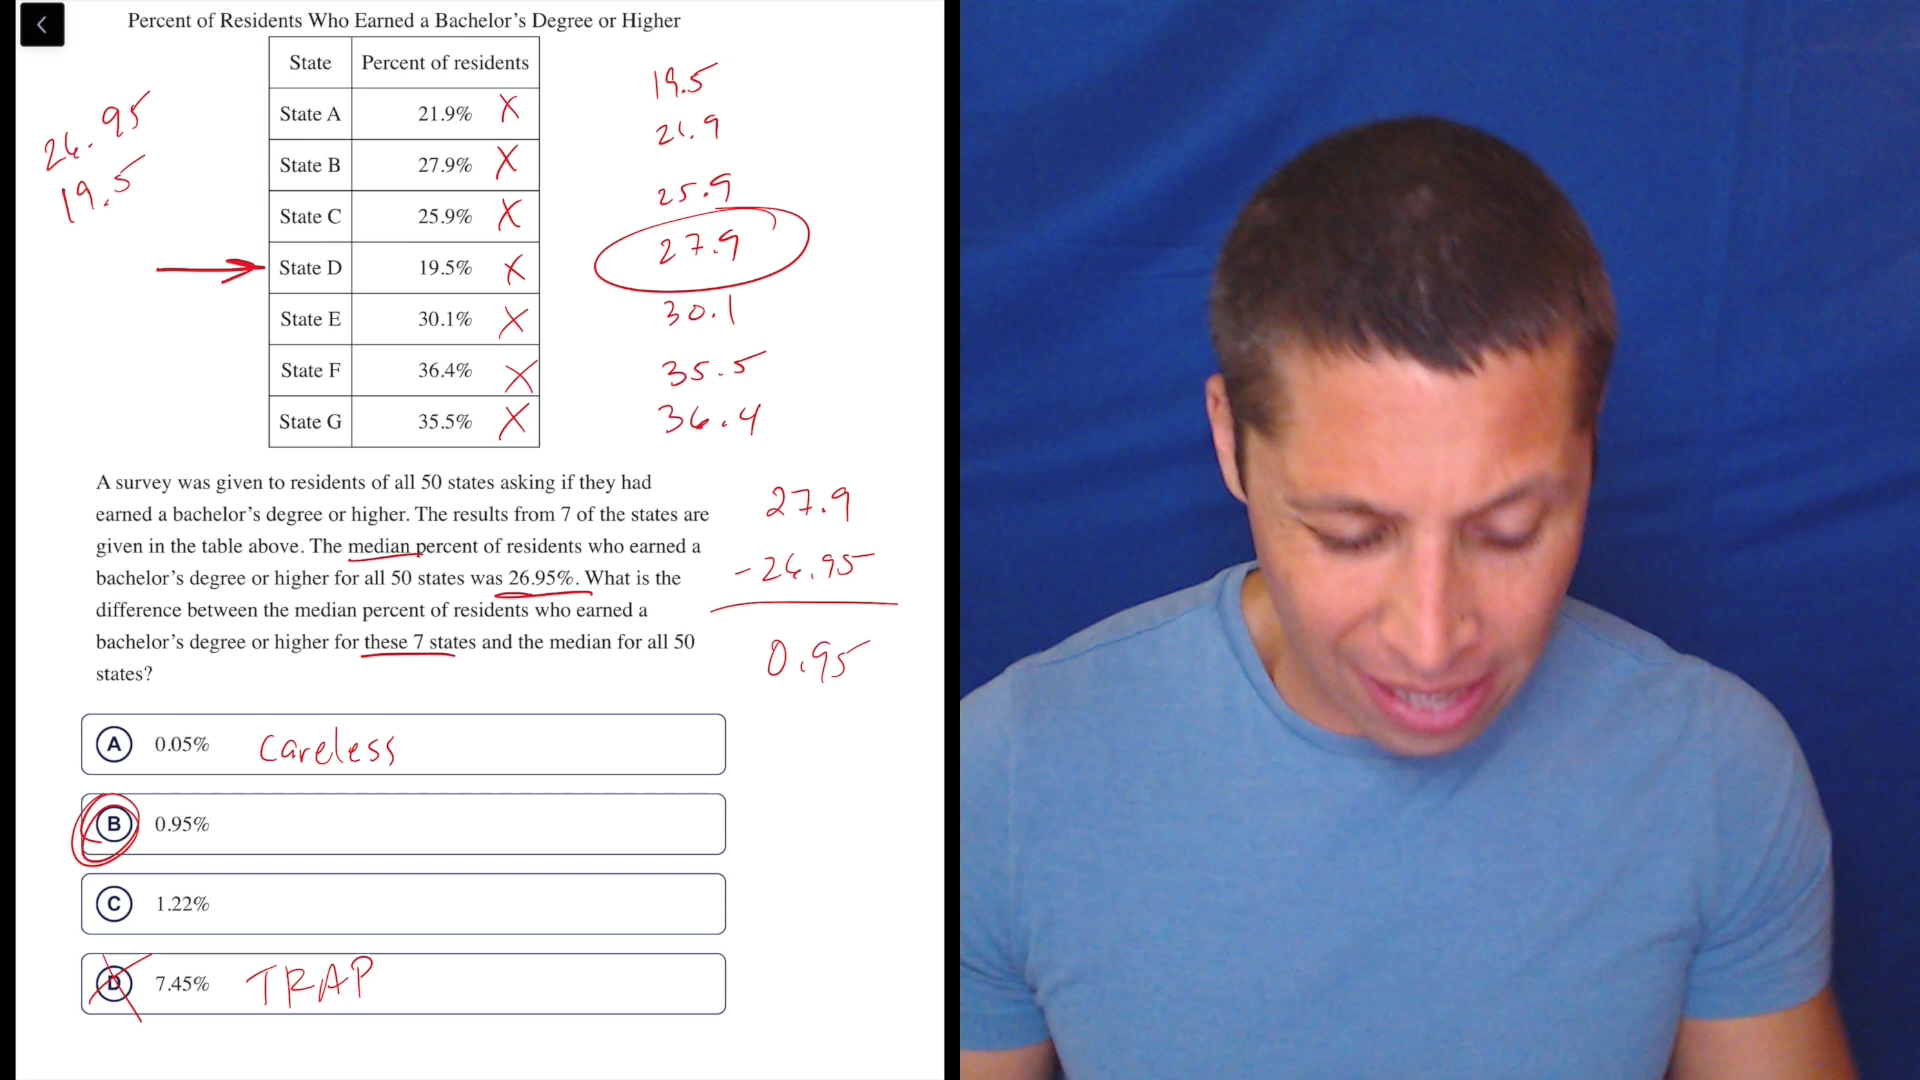 Percent of Residents Who Earned a Bachelor's Degree or Higher
State Percent of residents
State A 21.9% X
State B 27.9% X
State C 25.9% X
State D 19.5% X
State E 30.1% X
State F 36.4% X
State G 35.5% X
26.95
19.5
19.5
21.9
25.9
27.9
30.1
35.5
36.4
A survey was given to residents of all 50 states asking if they had
earned a bachelor's degree or higher. The results from 7 of the states are
given in the table above. The median percent of residents who earned a
bachelor's degree or higher for all 50 states was 26.95%. What is the
difference between the median percent of residents who earned a
bachelor's degree or higher for these 7 states and the median for all 50
states?
27.9
-26.95
0.95
A 0.05% Careless
B 0.95%
C 1.22%
D 7.45% TRAP